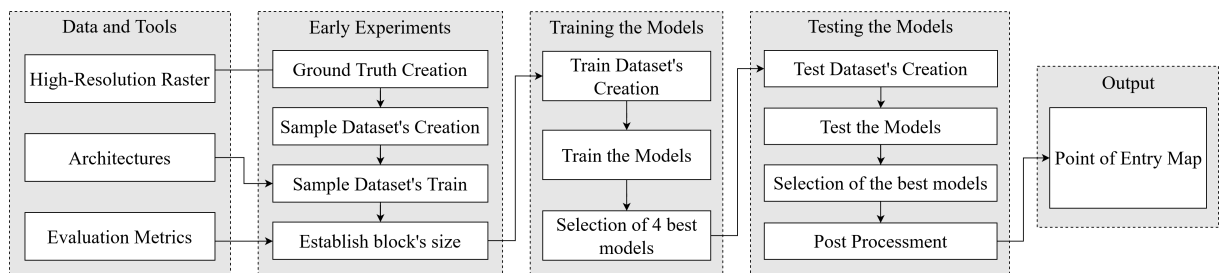 Data and Tools
High-Resolution Raster
Architectures
Evaluation Metrics
Early Experiments
Ground Truth Creation
Sample Dataset's Creation
Sample Dataset's Train
Establish block's size
Training the Models
Train Dataset's
Creation
Train the Models
Selection of 4 best
models
Testing the Models
Test Dataset's Creation
Test the Models
Selection of the best models
Post Processment
Output
Point of Entry Map